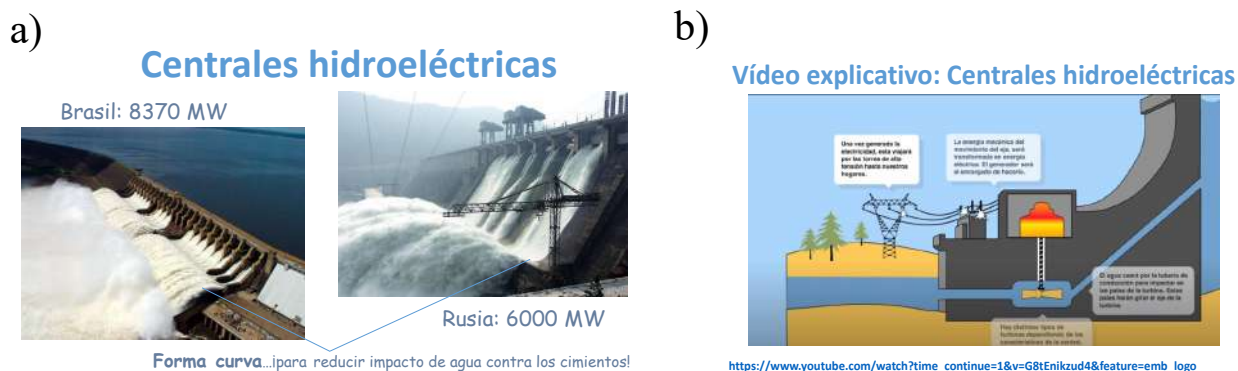 a)
Centrales hidroeléctricas
Brasil: 8370 MW
Rusia: 6000 MW
Forma curva...¡para reducir impacto de agua contra los cimientos!
b)
Vídeo explicativo: Centrales hidroeléctricas
Una vez generada la
electricidad, esta viajará
por las torres de alta
tensión hasta nuestros
hogares.
La energía mecánica del
movimiento del eje, será
transformada en energía
eléctrica. El generador será
el encargado de hacerlo.
El agua caerá por la tubería de
conducción para impactar en
las palas de la turbina. Estas
palas harán girar el eje de la
turbina.
Hay distintos tipos de
turbinas dependiendo de las
características de la central.
https://www.youtube.com/watch?time_continue=1&v=G8tEnikzud4&feature=emb_logo